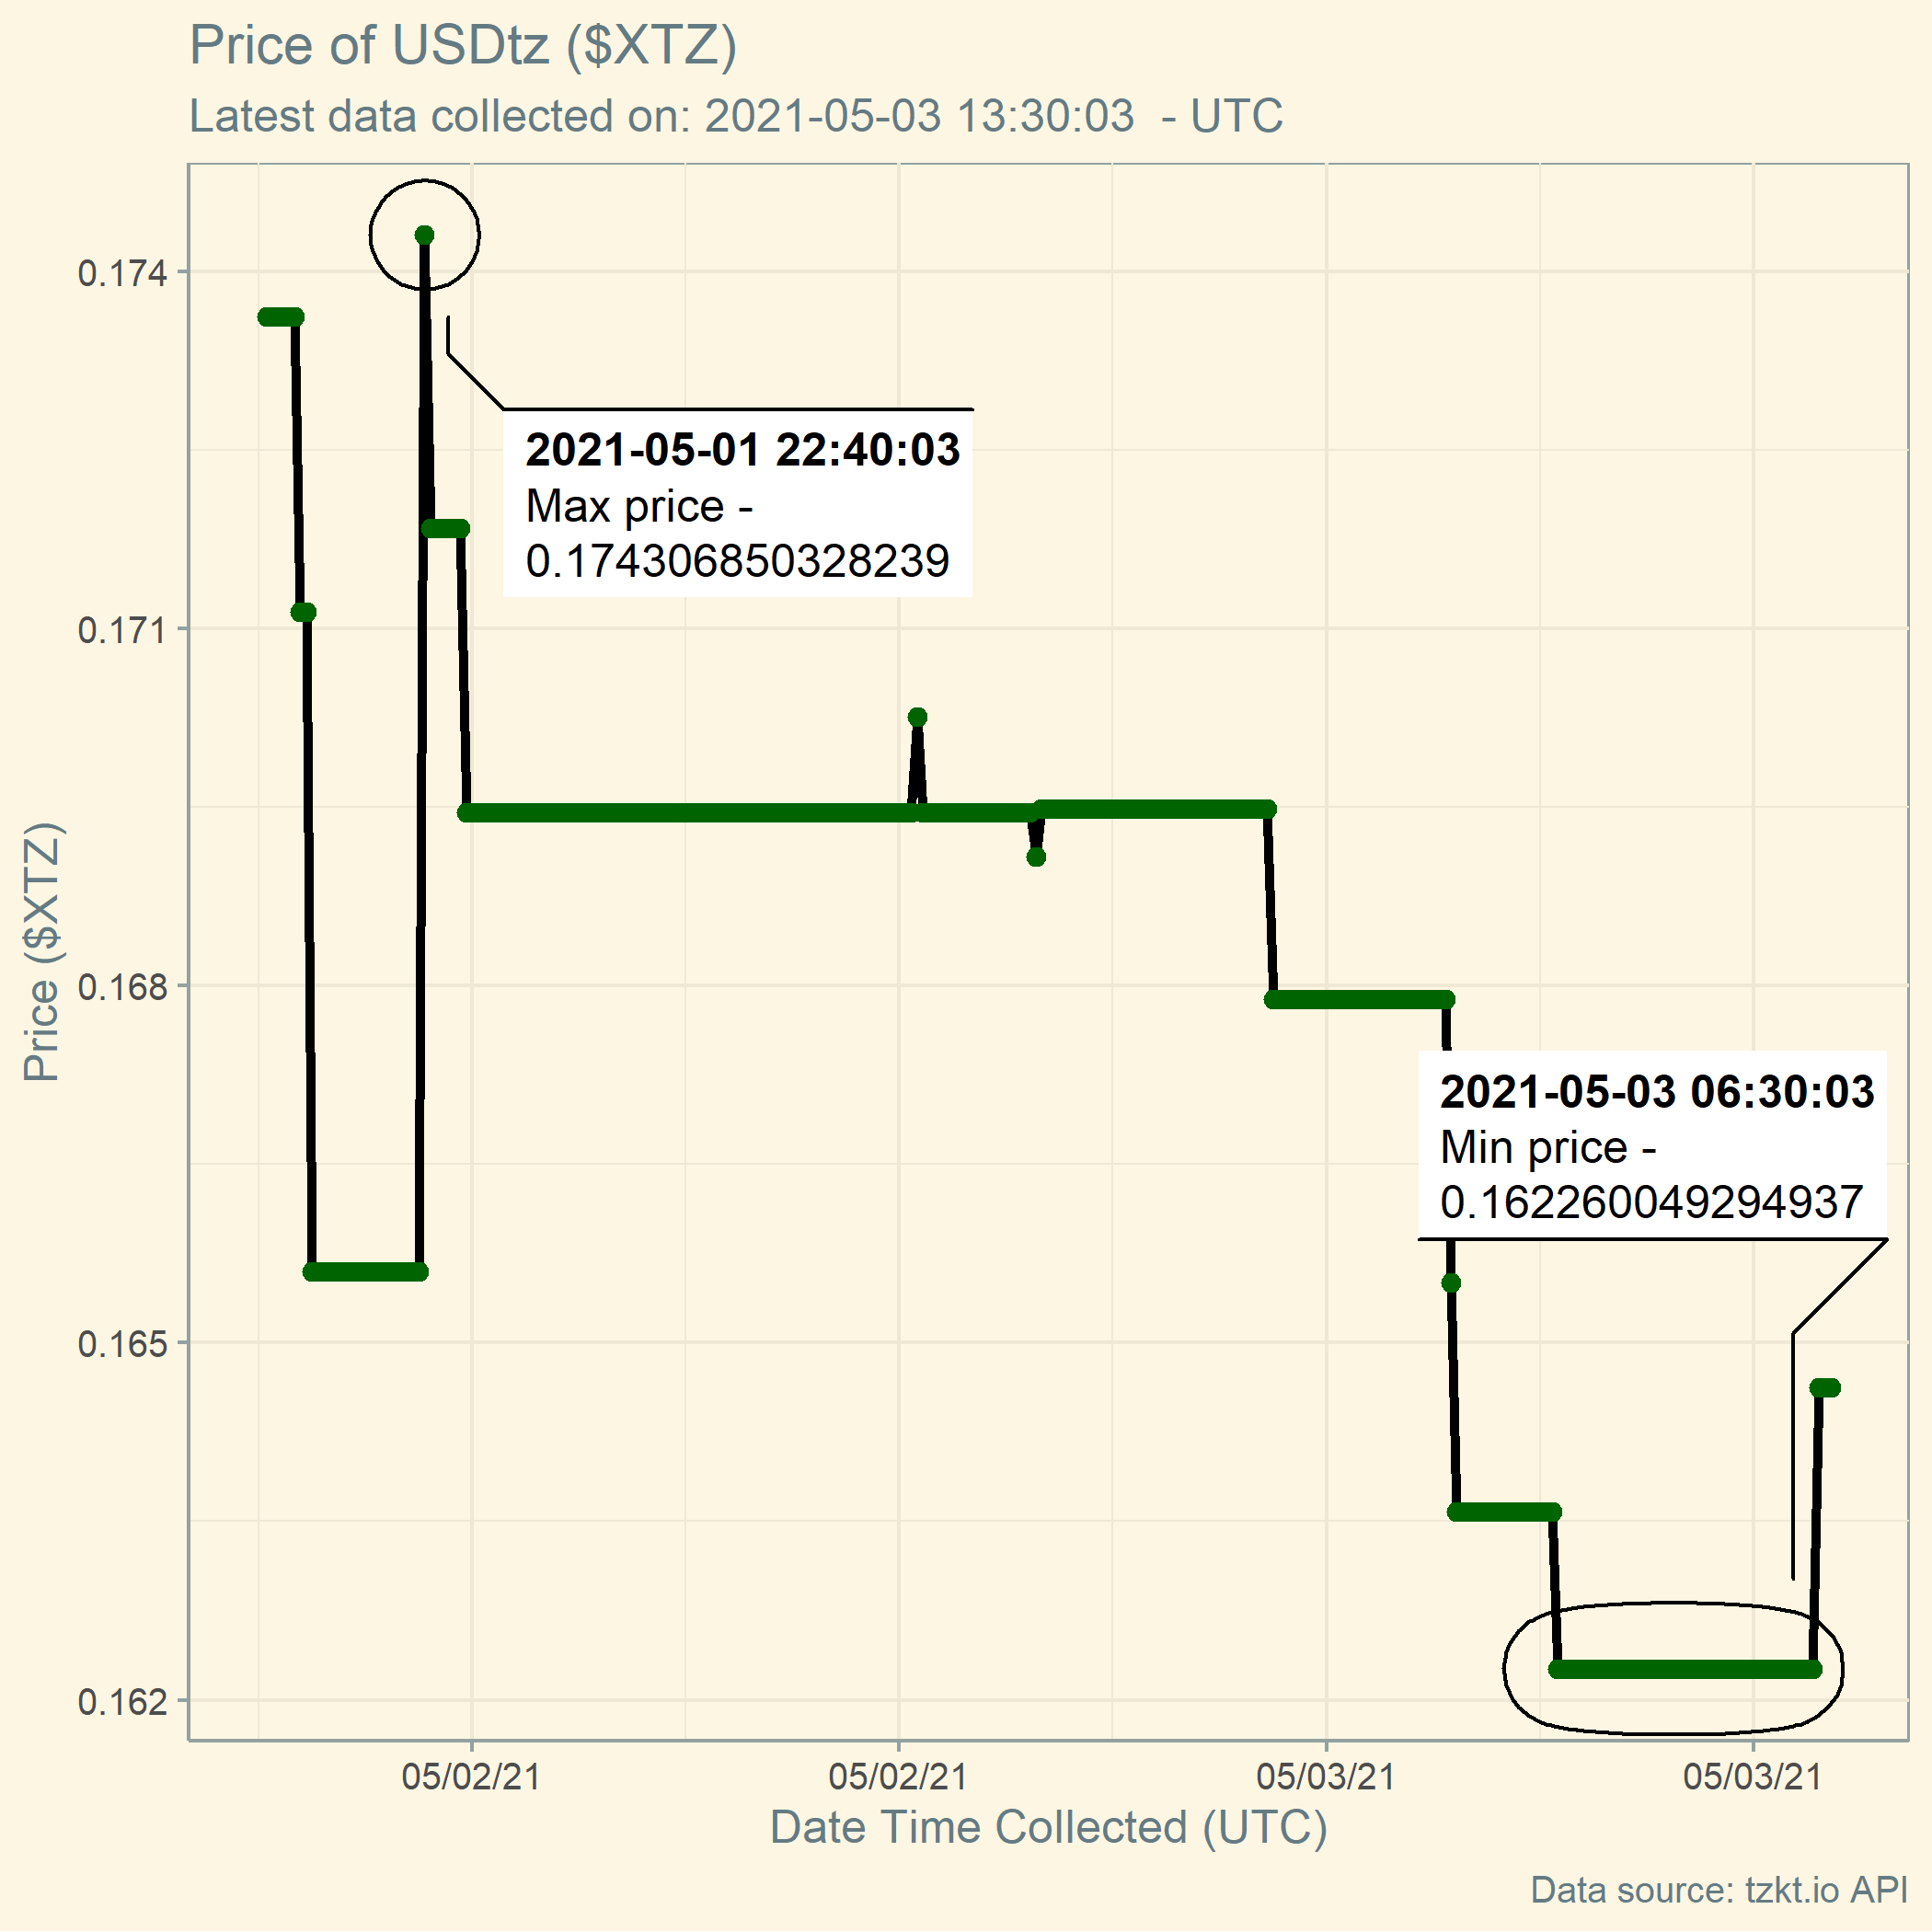 Price of USDtz ($XTZ)
Latest data collected on: 2021-05-03 13:30:03  - UTC
0.174
0.171
0.168
0.165
0.162
Price ($XTZ)
2021-05-01 22:40:03
Max price -
0.174306850328239
2021-05-03 06:30:03
Min price -
0.162260049294937
05/02/21 05/02/21 05/03/21 05/03/21
Date Time Collected (UTC)
Data source: tzkt.io API